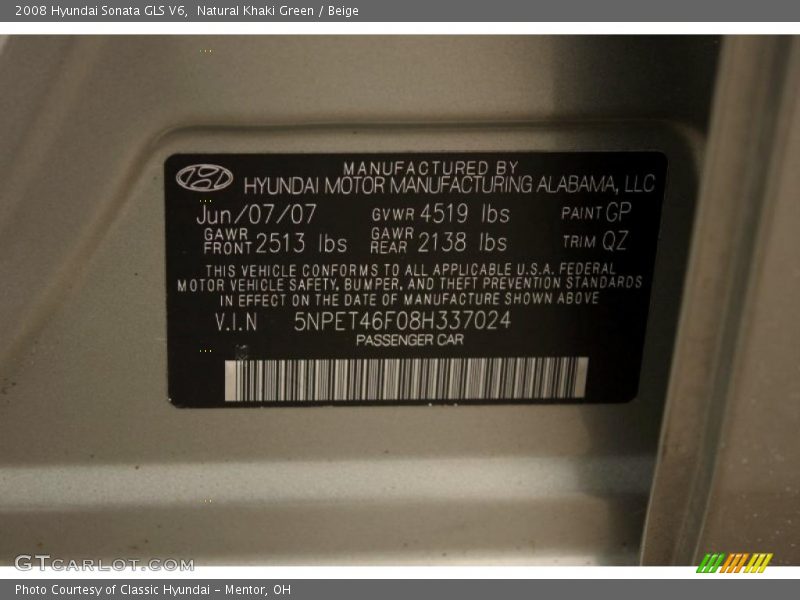 2008 Hyundai Sonata GLS V6, Natural Khaki Green / Beige
MANUFACTURED BY
HYUNDAI MOTOR MANUFACTURING ALABAMA, LLC
Jun/07/07 GVWR 4519 lbs PAINT GP
GAWR FRONT 2513 lbs GAWR REAR 2138 lbs TRIM QZ
THIS VEHICLE CONFORMS TO ALL APPLICABLE U.S.A. FEDERAL
MOTOR VEHICLE SAFETY, BUMPER, AND THEFT PREVENTION STANDARDS
IN EFFECT ON THE DATE OF MANUFACTURE SHOWN ABOVE
V.I.N 5NPET46F08H337024
PASSENGER CAR
GTCARLOT.COM
Photo Courtesy of Classic Hyundai - Mentor, OH